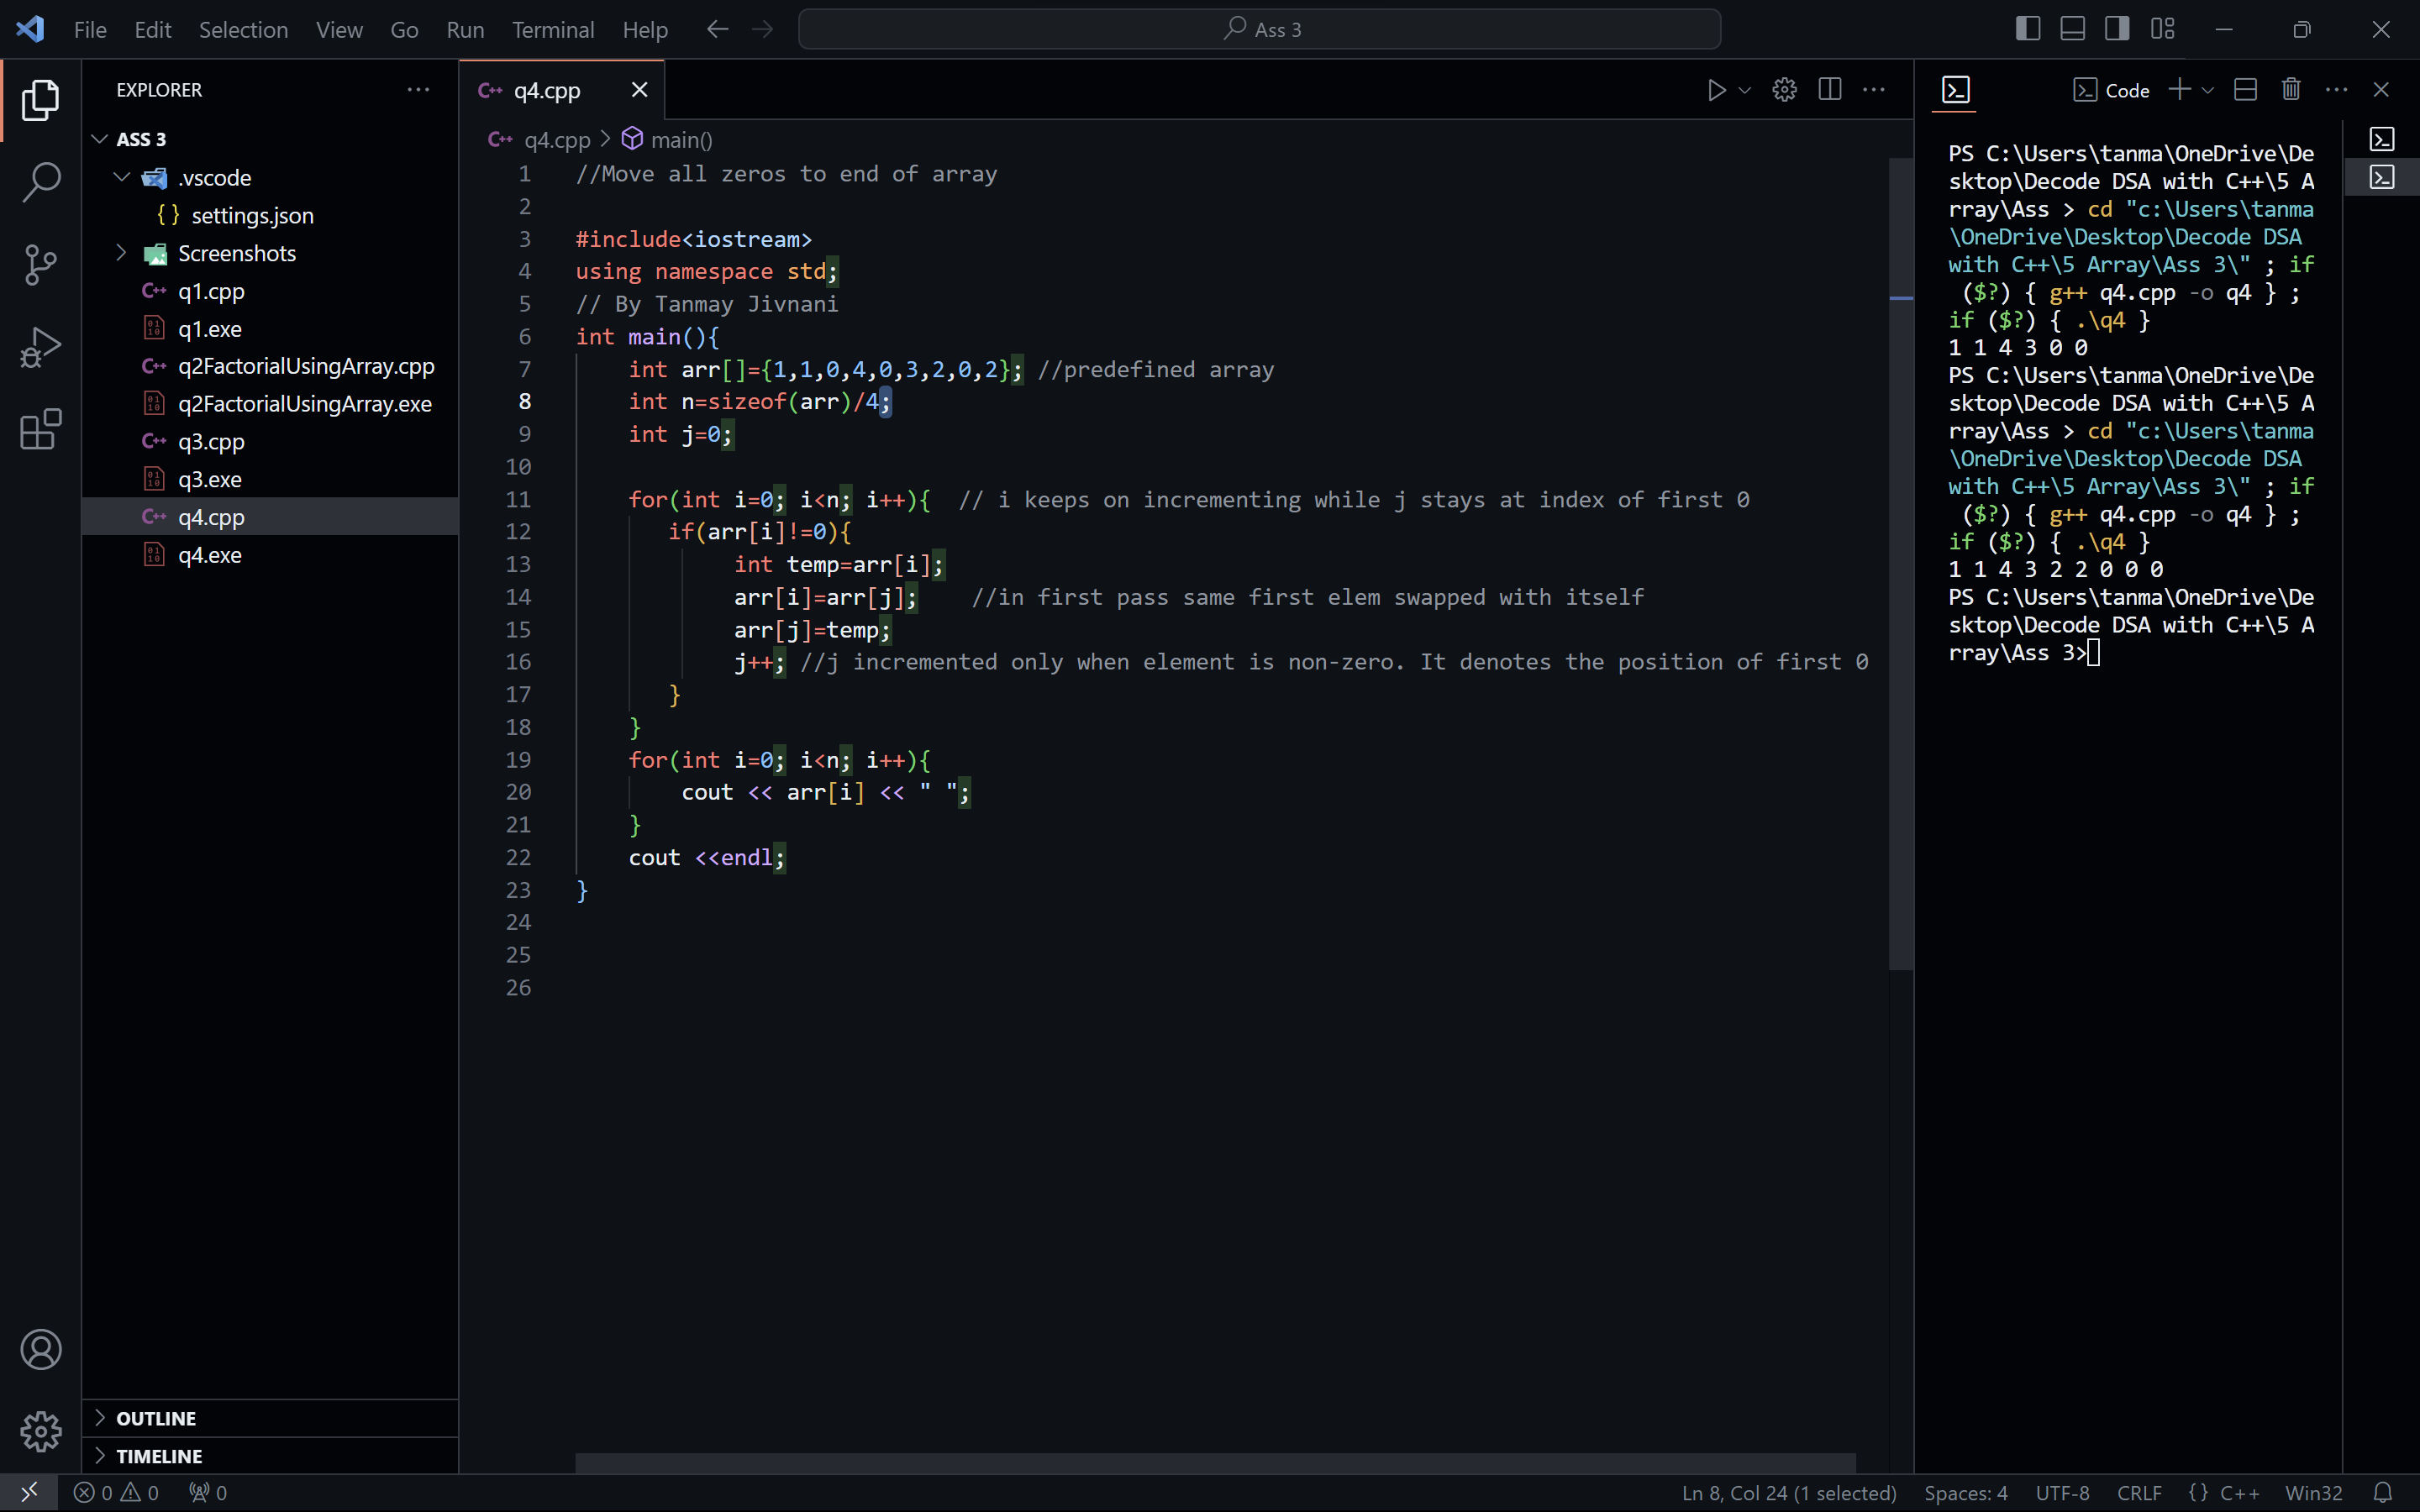 File Edit Selection View Go Run Terminal Help Ass 3
EXPLORER
ASS 3
.vscode
{} settings.json
Screenshots
C++ q1.cpp
q1.exe
C++ q2FactorialUsingArray.cpp
q2FactorialUsingArray.exe
C++ q3.cpp
q3.exe
C++ q4.cpp
q4.exe
OUTLINE
TIMELINE
C++ q4.cpp
C++ q4.cpp > main()
1 //Move all zeros to end of array
2
3 #include<iostream>
4 using namespace std;
5 // By Tanmay Jivnani
6 int main(){
7 int arr[]={1,1,0,4,0,3,2,0,2}; //predefined array
8 int n=sizeof(arr)/4;
9 int j=0;
10
11 for(int i=0; i<n; i++){ // i keeps on incrementing while j stays at index of first 0
12 if(arr[i]!=0){
13 int temp=arr[i];
14 arr[i]=arr[j]; //in first pass same first elem swapped with itself
15 arr[j]=temp;
16 j++; //j incremented only when element is non-zero. It denotes the position of first 0
17 }
18 }
19 for(int i=0; i<n; i++){
20 cout << arr[i] << " ";
21 }
22 cout <<endl;
23 }
24
25
26
Code
PS C:\Users\tanma\OneDrive\De
sktop\Decode DSA with C++\5 A
rray\Ass > cd "c:\Users\tanma
\OneDrive\Desktop\Decode DSA
with C++\5 Array\Ass 3\" ; if
($?) { g++ q4.cpp -o q4 } ;
if ($?) { .\q4 }
1 1 4 3 0 0
PS C:\Users\tanma\OneDrive\De
sktop\Decode DSA with C++\5 A
rray\Ass > cd "c:\Users\tanma
\OneDrive\Desktop\Decode DSA
with C++\5 Array\Ass 3\" ; if
($?) { g++ q4.cpp -o q4 } ;
if ($?) { .\q4 }
1 1 4 3 2 2 0 0 0
PS C:\Users\tanma\OneDrive\De
sktop\Decode DSA with C++\5 A
rray\Ass 3>
0 0 0 Ln 8, Col 24 (1 selected) Spaces: 4 UTF-8 CRLF {} C++ Win32